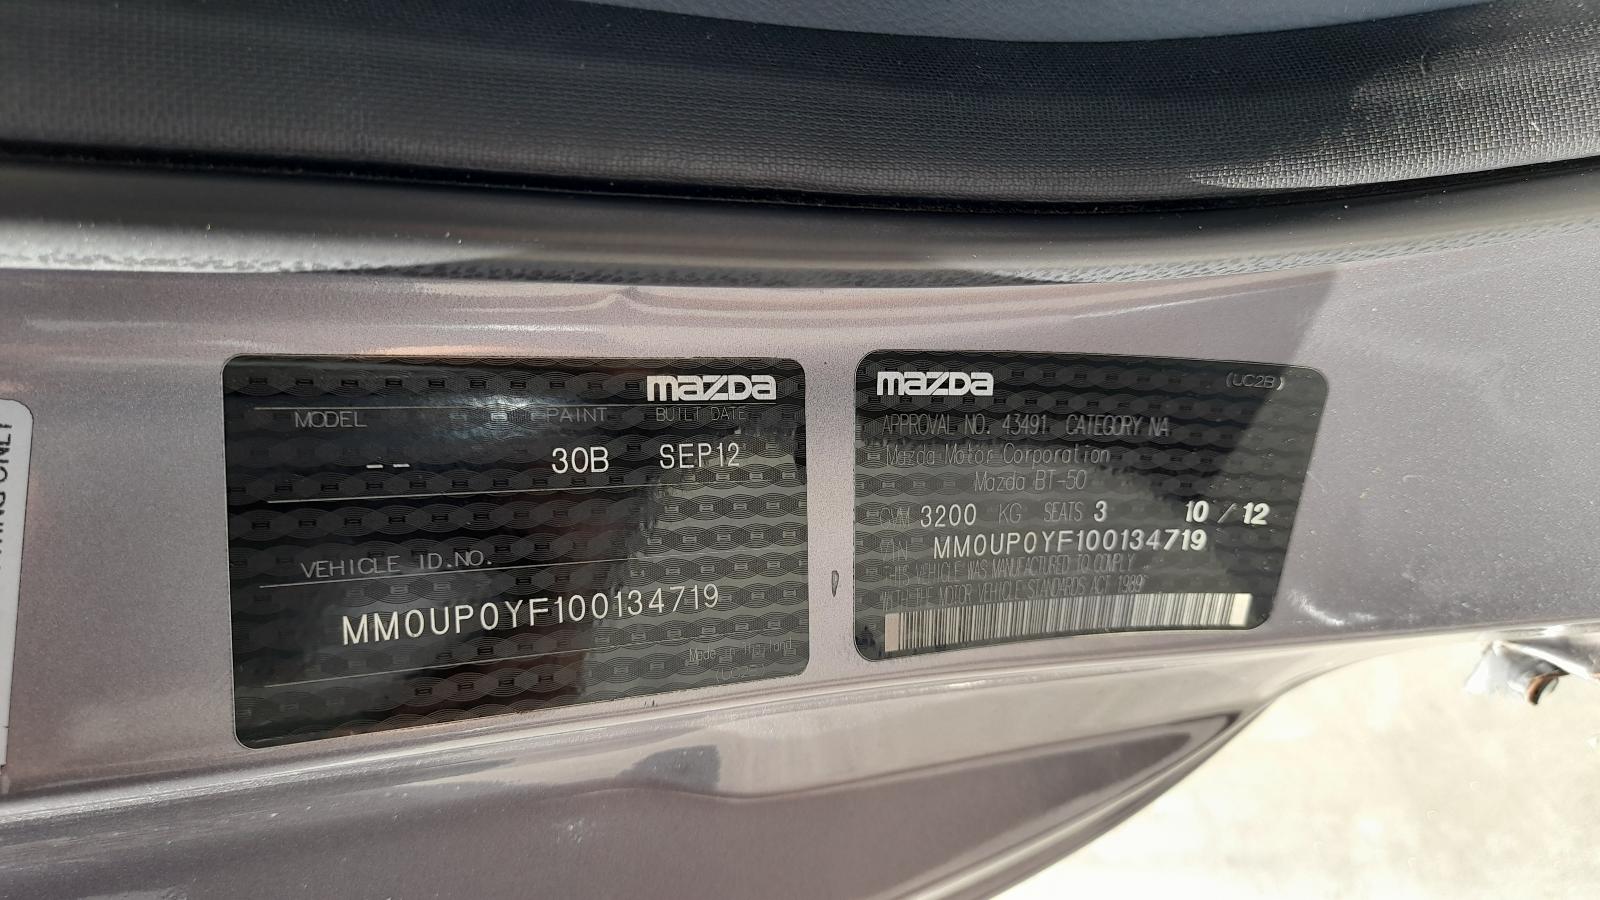 ONLY
mazda
MODEL PAINT BUILT DATE
-- 30B SEP12
VEHICLE ID.NO.
MM0UP0YF100134719
Made in Thailand
mazda (UC2B)
APPROVAL NO. 43491 CATEGORY NA
Mazda Motor Corporation
Mazda BT-50
GVM 3200 KG SEATS 3 10 / 12
VIN MM0UP0YF100134719
THIS VEHICLE WAS MANUFACTURED TO COMPLY
WITH THE MOTOR VEHICLE STANDARDS ACT 1989